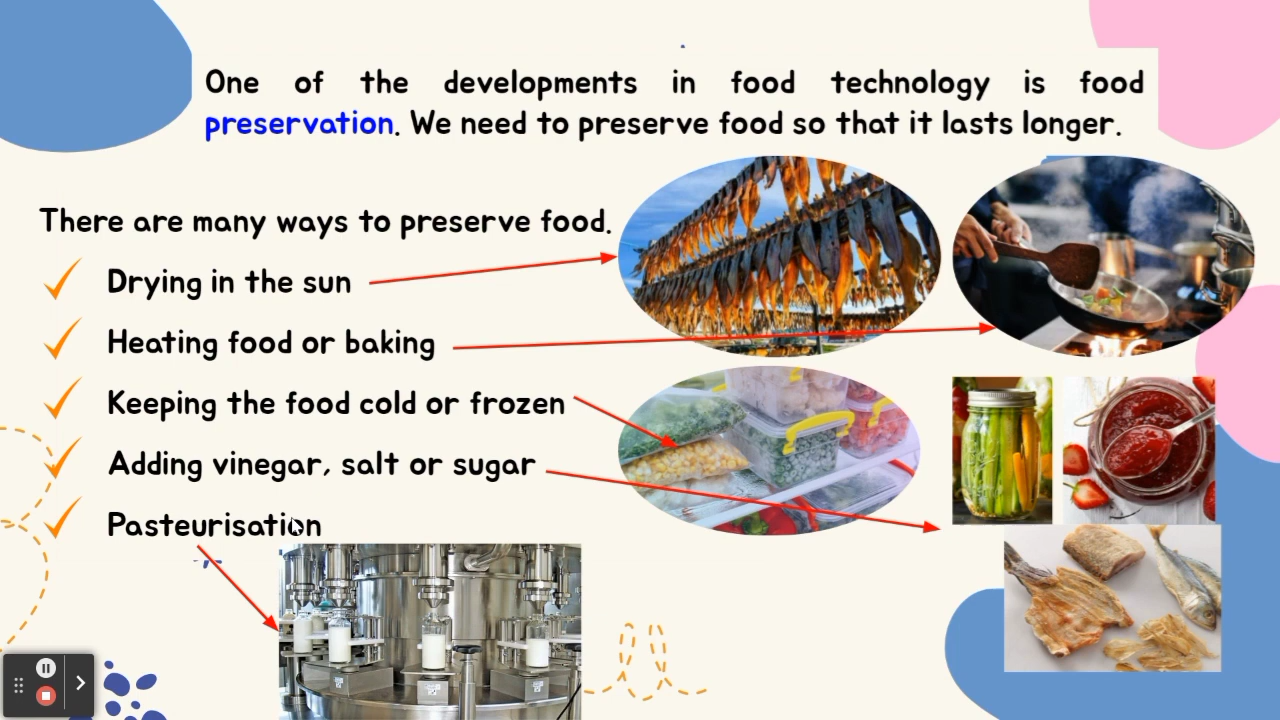 One of the developments in food technology is food
preservation. We need to preserve food so that it lasts longer.
There are many ways to preserve food.
Drying in the sun
Heating food or baking
Keeping the food cold or frozen
Adding vinegar, salt or sugar
Pasteurisation